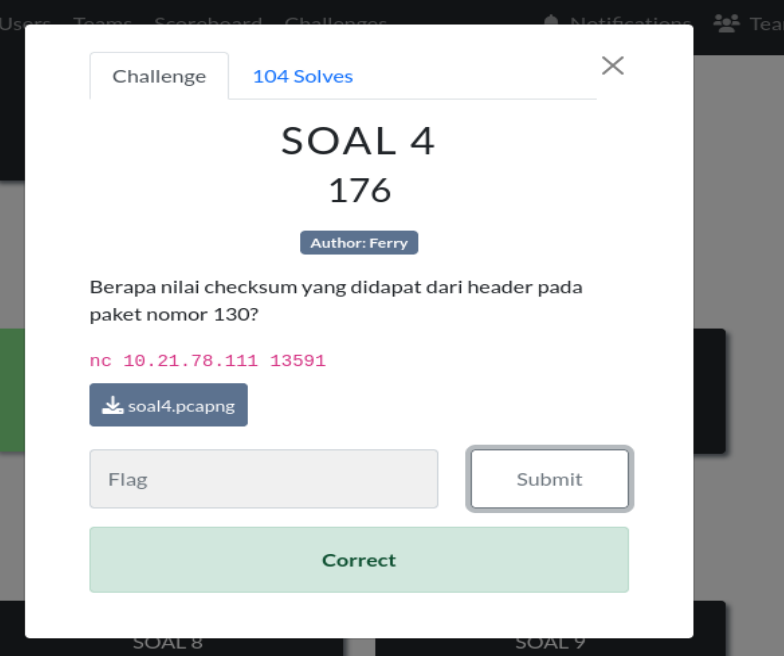 Users Teams Scoreboard Challenges Notifications Tea
Challenge 104 Solves
SOAL 4
176
Author: Ferry
Berapa nilai checksum yang didapat dari header pada
paket nomor 130?
nc 10.21.78.111 13591
soal4.pcapng
Flag Submit
Correct
SOAL 8 SOAL 9